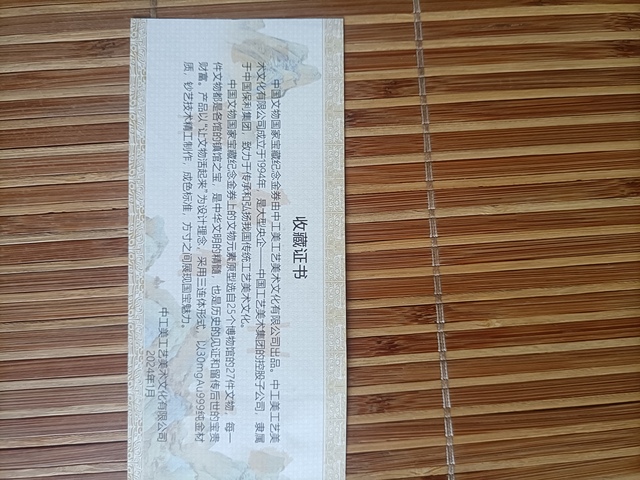 收藏证书
中国文物国家宝藏纪念金券由中工美工艺美术文化有限公司出品。中工美工艺美
术文化有限公司成立于1994年，是大型央企——中国工艺美术集团的控股子公司，隶属
于中国保利集团，致力于传承和弘扬我国传统工艺美术文化。
中国文物国家宝藏纪念金券上的文物元素原型选自25个博物馆的27件文物，每一
件文物都是各馆的镇馆之宝，是中华文明的精髓，也是历史的见证和留传后世的宝贵
财富。产品以“让文物活起来”为设计理念，采用三连体形式，以30mgAu999纯金材
质，钞艺技术精工制作，成色标准，方寸之间展现国宝魅力。
中工美工艺美术文化有限公司
2024年1月